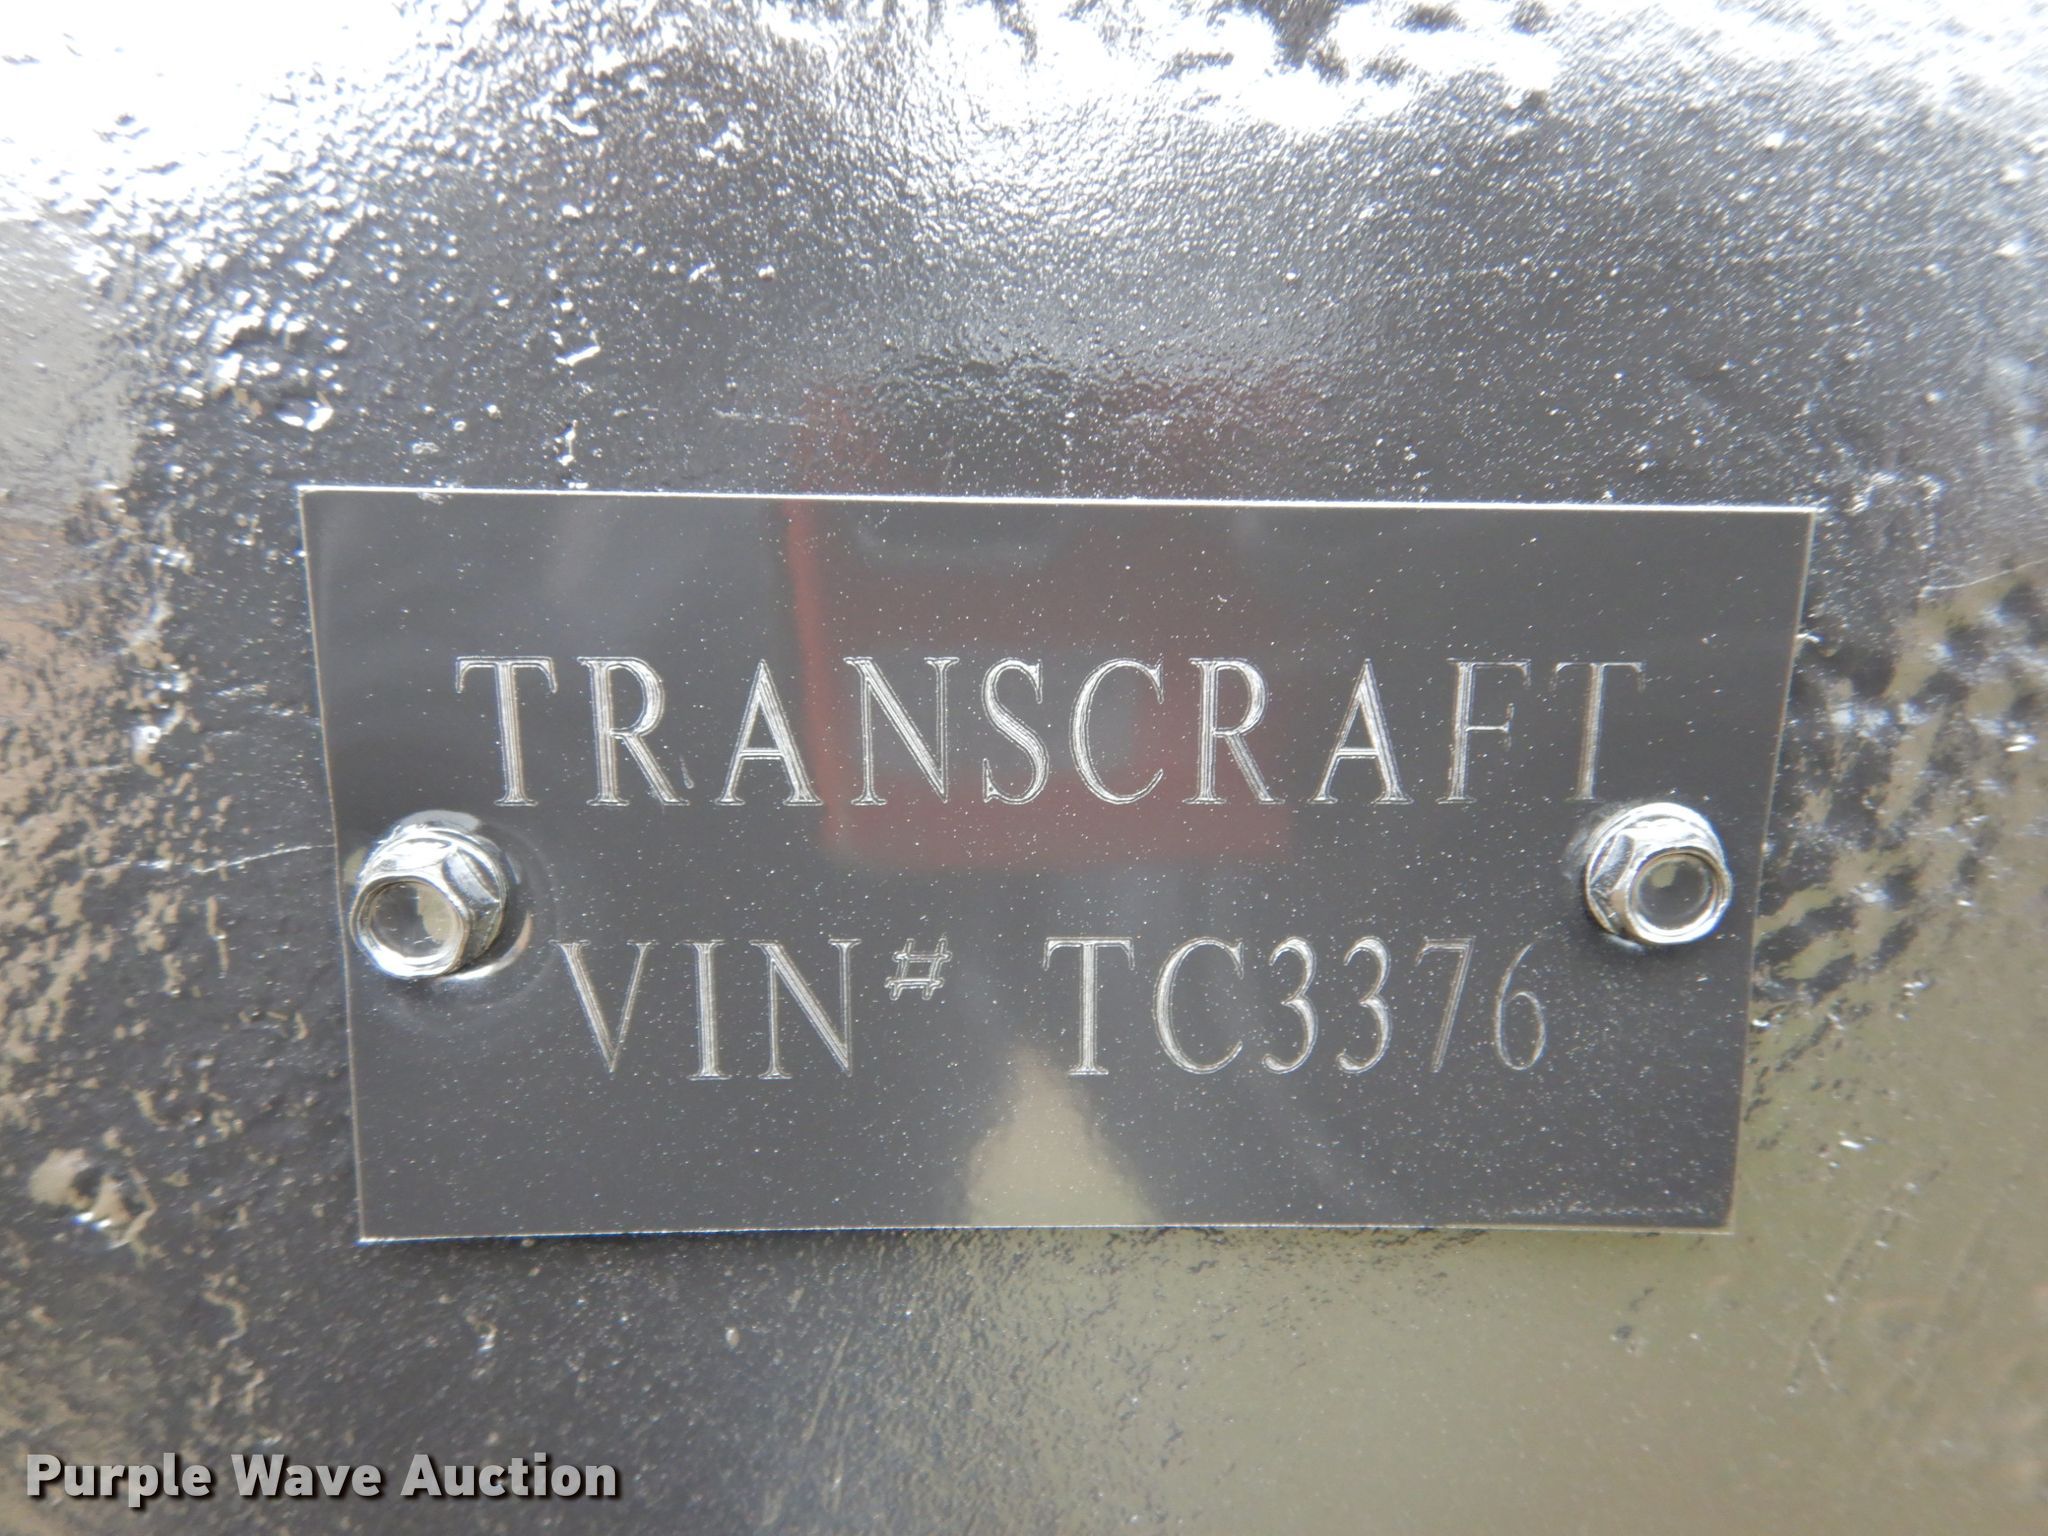 TRANSCRAFT
VIN# TC3376
Purple Wave Auction